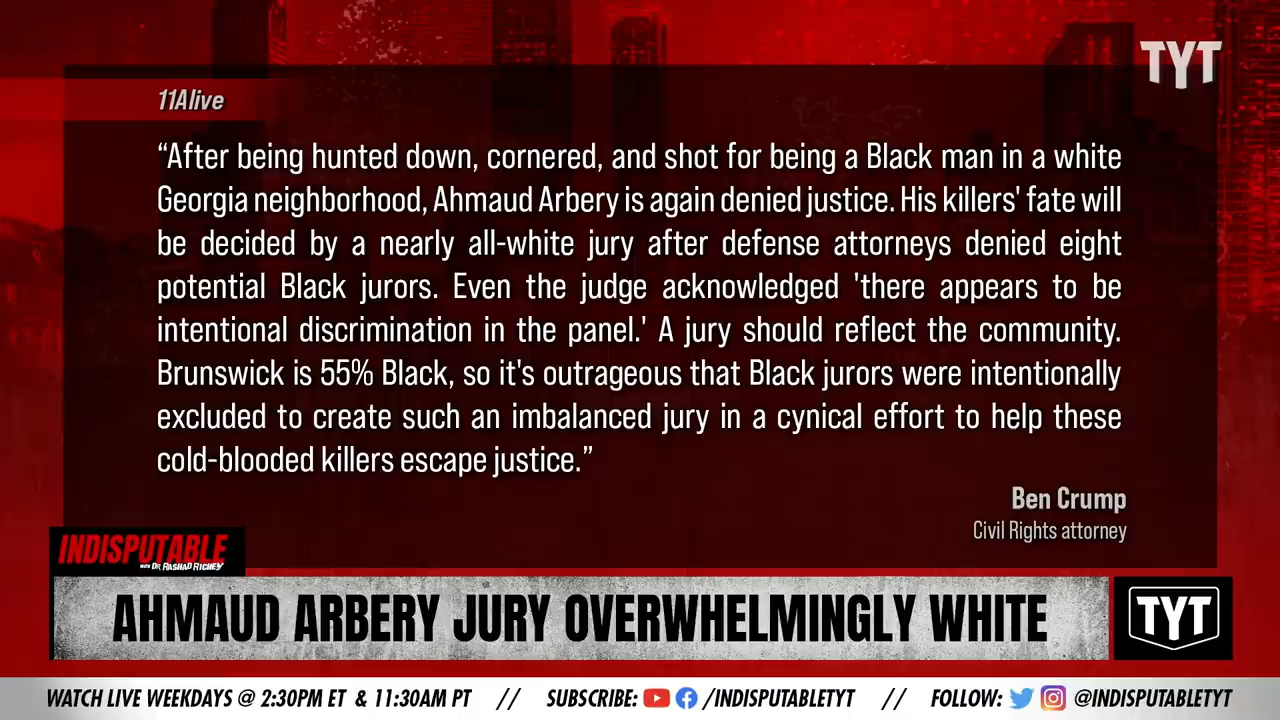 TYT
11Alive
“After being hunted down, cornered, and shot for being a Black man in a white
Georgia neighborhood, Ahmaud Arbery is again denied justice. His killers' fate will
be decided by a nearly all-white jury after defense attorneys denied eight
potential Black jurors. Even the judge acknowledged 'there appears to be
intentional discrimination in the panel.' A jury should reflect the community.
Brunswick is 55% Black, so it's outrageous that Black jurors were intentionally
excluded to create such an imbalanced jury in a cynical effort to help these
cold-blooded killers escape justice.”
Ben Crump
Civil Rights attorney
INDISPUTABLE
WITH DR. RASHAD RICHEY
AHMAUD ARBERY JURY OVERWHELMINGLY WHITE
TYT
WATCH LIVE WEEKDAYS @ 2:30PM ET & 11:30AM PT // SUBSCRIBE: /INDISPUTABLETYT // FOLLOW: @INDISPUTABLETYT